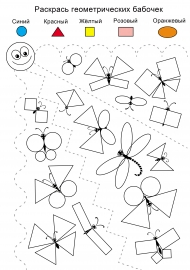 Раскрась геометрических бабочек
Синий Красный Жёлтый Розовый Оранжевый